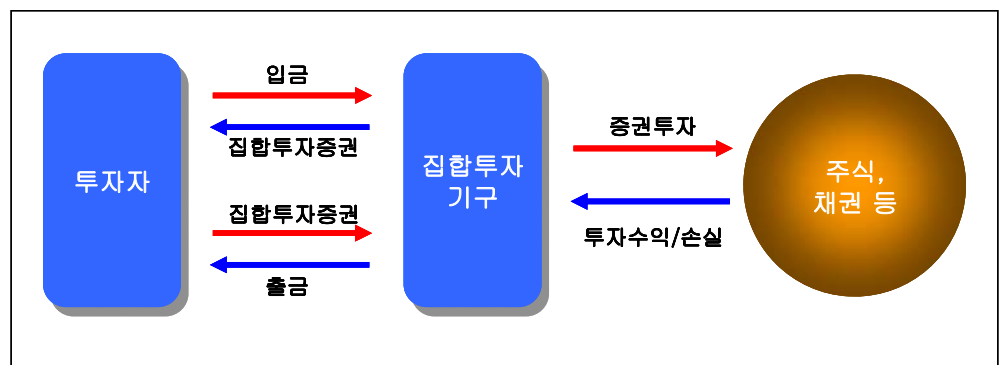 투자자
입금
집합투자증권
집합투자증권
출금
집합투자
기구
증권투자
투자수익/손실
주식,
채권 등